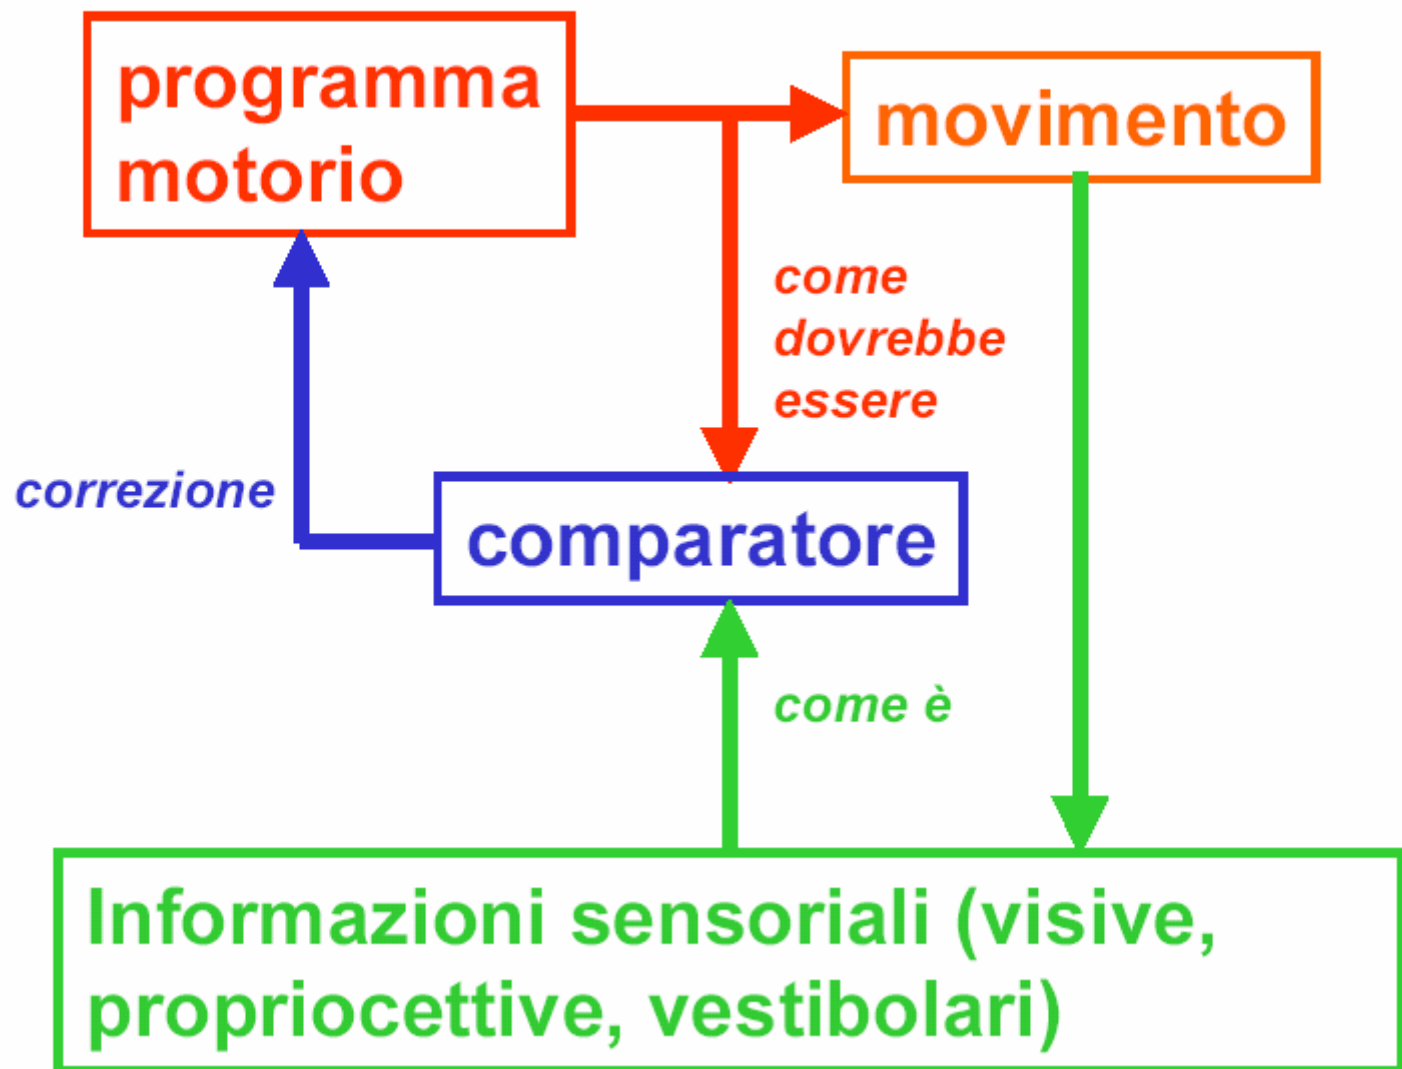 programma
motorio
movimento
come
dovrebbe
essere
correzione
comparatore
come è
Informazioni sensoriali (visive,
propriocettive, vestibolari)